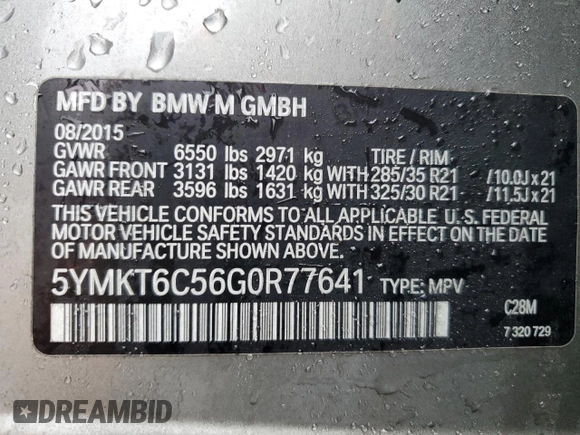 MFD BY BMW M GMBH
08/2015
GVWR 6550 lbs 2971 kg TIRE / RIM
GAWR FRONT 3131 lbs 1420 kg WITH 285/35 R21 /10.0J x 21
GAWR REAR 3596 lbs 1631 kg WITH 325/30 R21 /11.5J x 21
THIS VEHICLE CONFORMS TO ALL APPLICABLE U. S. FEDERAL
MOTOR VEHICLE SAFETY STANDARDS IN EFFECT ON THE DATE
OF MANUFACTURE SHOWN ABOVE.
5YMKT6C56G0R77641 TYPE: MPV
C28M
7 320 729
DREAMBID